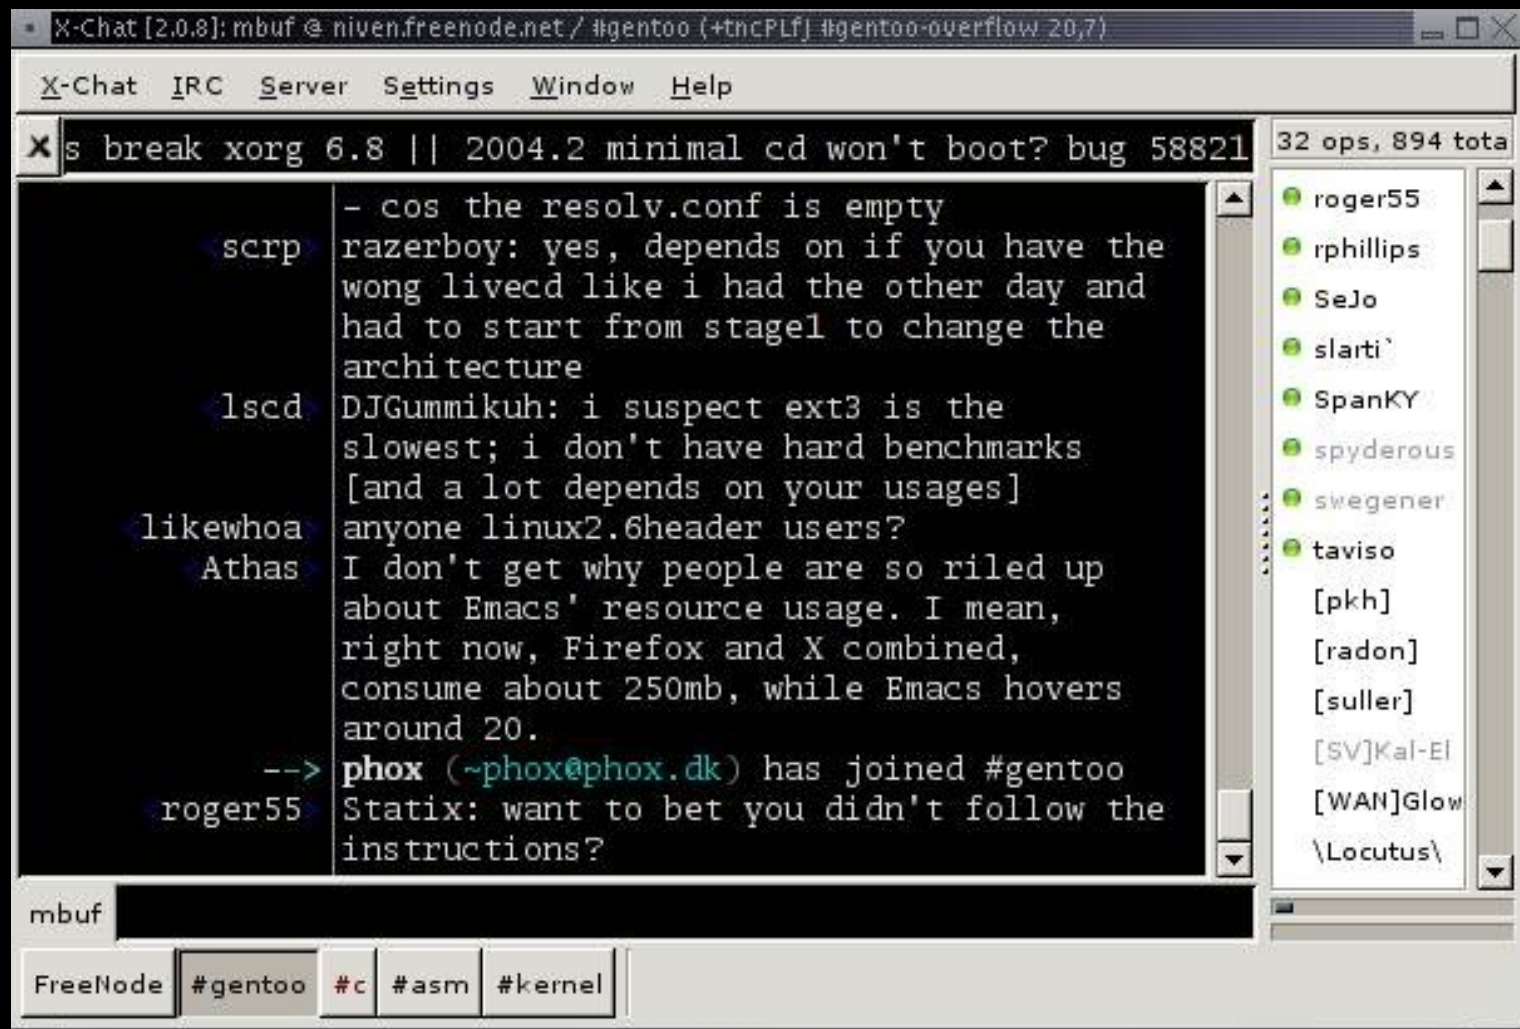 X-Chat [2.0.8]: mbuf @ niven.freenode.net / #gentoo (+tncPLfJ #gentoo-overflow 20,7)
X-Chat IRC Server Settings Window Help
X s break xorg 6.8 || 2004.2 minimal cd won't boot? bug 58821
32 ops, 894 tota
- cos the resolv.conf is empty
<scrp> razerboy: yes, depends on if you have the
wong livecd like i had the other day and
had to start from stage1 to change the
architecture
<lscd> DJGummikuh: i suspect ext3 is the
slowest; i don't have hard benchmarks
[and a lot depends on your usages]
<likewhoa> anyone linux2.6header users?
<Athas> I don't get why people are so riled up
about Emacs' resource usage. I mean,
right now, Firefox and X combined,
consume about 250mb, while Emacs hovers
around 20.
--> phox (~phox@phox.dk) has joined #gentoo
<roger55> Statix: want to bet you didn't follow the
instructions?
roger55
rphillips
SeJo
slarti`
SpanKY
spyderous
swegener
taviso
[pkh]
[radon]
[suller]
[SV]Kal-El
[WAN]Glow
\Locutus\
mbuf
FreeNode #gentoo #c #asm #kernel